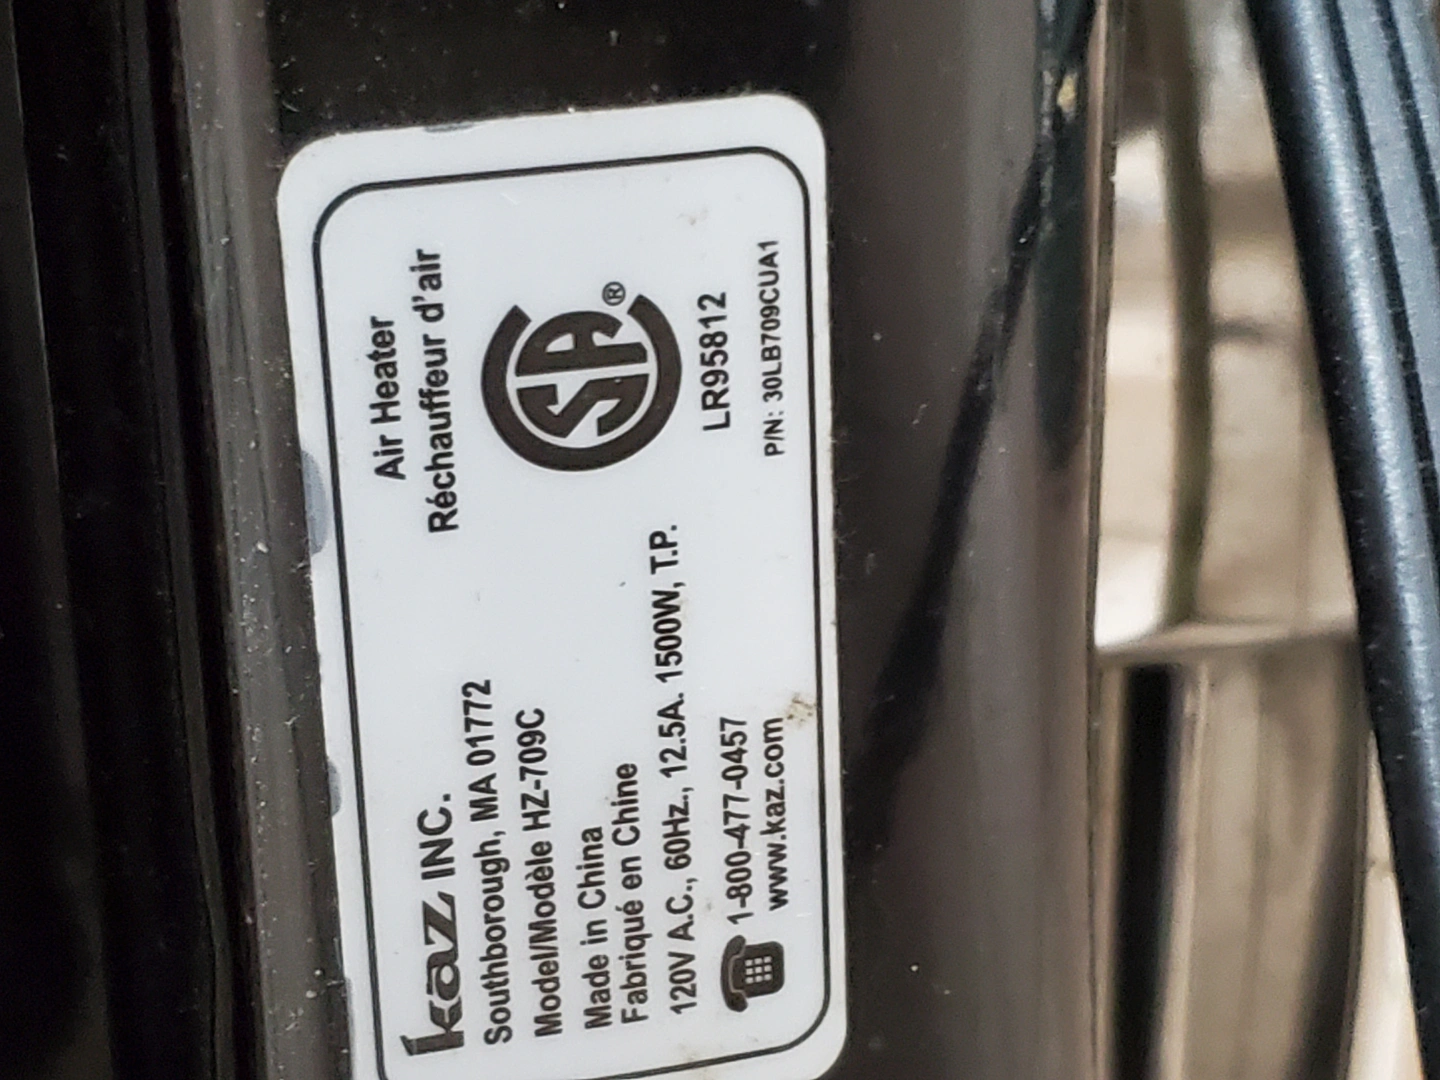 kaz INC.
Southborough, MA 01772
Model/Modèle HZ-709C
Made in China
Fabriqué en Chine
120V A.C., 60Hz., 12.5A. 1500W, T.P.
1-800-477-0457
www.kaz.com
Air Heater
Réchauffeur d'air
SA®
LR95812
P/N: 30LB709CUA1